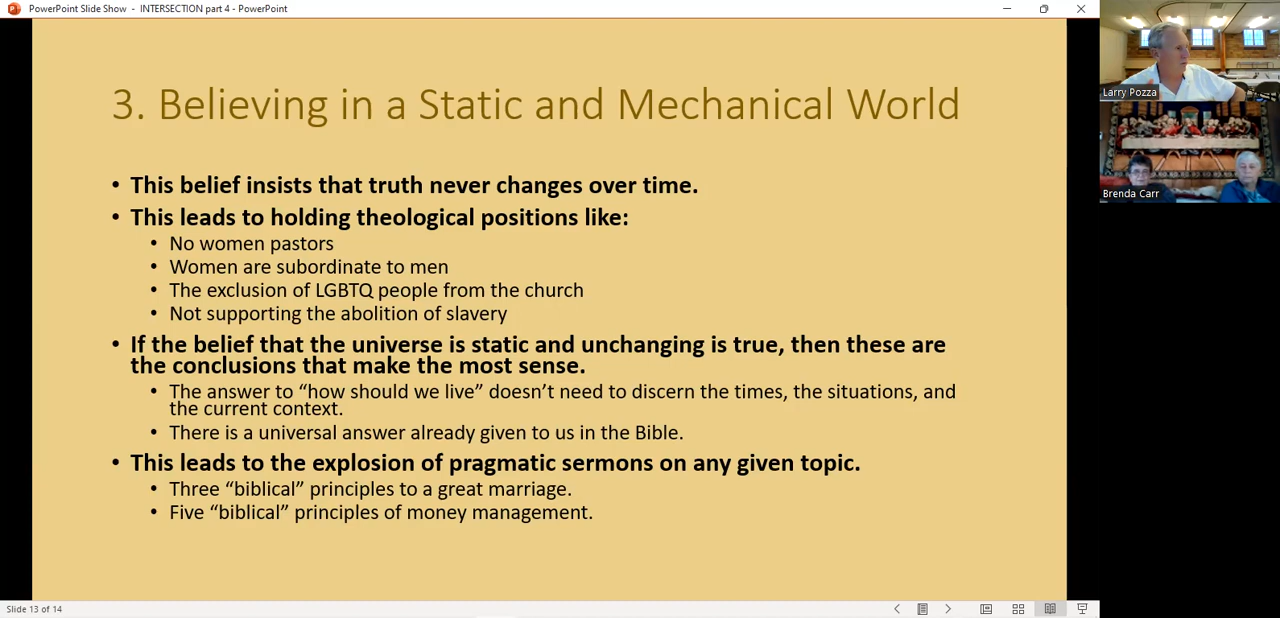 PowerPoint Slide Show - INTERSECTION part 4 - PowerPoint
3. Believing in a Static and Mechanical World
• This belief insists that truth never changes over time.
• This leads to holding theological positions like:
• No women pastors
• Women are subordinate to men
• The exclusion of LGBTQ people from the church
• Not supporting the abolition of slavery
• If the belief that the universe is static and unchanging is true, then these are
the conclusions that make the most sense.
• The answer to “how should we live” doesn’t need to discern the times, the situations, and
the current context.
• There is a universal answer already given to us in the Bible.
• This leads to the explosion of pragmatic sermons on any given topic.
• Three “biblical” principles to a great marriage.
• Five “biblical” principles of money management.
Slide 13 of 14
Larry Pozza
Brenda Carr